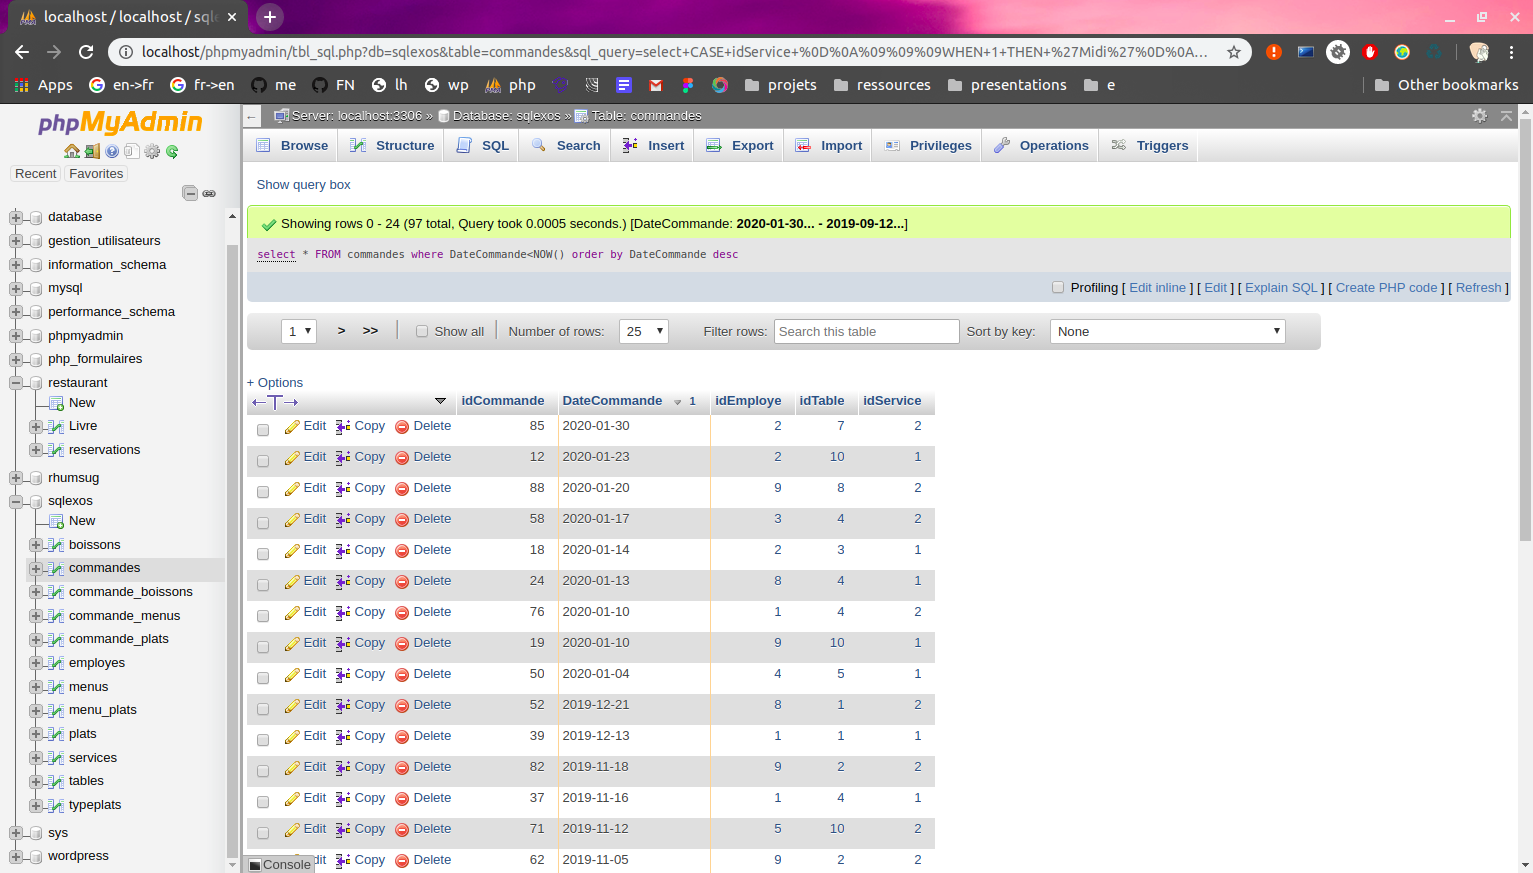 localhost / localhost / sqle
localhost/phpmyadmin/tbl_sql.php?db=sqlexos&table=commandes&sql_query=select+CASE+idService+%0D%0A%09%09%09WHEN+1+THEN+%27Midi%27%0D%0A...
Apps en->fr fr->en me FN lh wp php projets ressources presentations e Other bookmarks
phpMyAdmin
Recent Favorites
database
gestion_utilisateurs
information_schema
mysql
performance_schema
phpmyadmin
php_formulaires
restaurant
New
Livre
reservations
rhumsug
sqlexos
New
boissons
commandes
commande_boissons
commande_menus
commande_plats
employes
menus
menu_plats
plats
services
tables
typeplats
sys
wordpress
Server: localhost:3306 » Database: sqlexos » Table: commandes
Browse Structure SQL Search Insert Export Import Privileges Operations Triggers
Show query box
Showing rows 0 - 24 (97 total, Query took 0.0005 seconds.) [DateCommande: 2020-01-30... - 2019-09-12...]
select * FROM commandes where DateCommande<NOW() order by DateCommande desc
Profiling [ Edit inline ] [ Edit ] [ Explain SQL ] [ Create PHP code ] [ Refresh ]
1 > >> Show all Number of rows: 25 Filter rows: Search this table Sort by key: None
+ Options
idCommande DateCommande 1 idEmploye idTable idService
Edit Copy Delete 85 2020-01-30 2 7 2
Edit Copy Delete 12 2020-01-23 2 10 1
Edit Copy Delete 88 2020-01-20 9 8 2
Edit Copy Delete 58 2020-01-17 3 4 2
Edit Copy Delete 18 2020-01-14 2 3 1
Edit Copy Delete 24 2020-01-13 8 4 1
Edit Copy Delete 76 2020-01-10 1 4 2
Edit Copy Delete 19 2020-01-10 9 10 1
Edit Copy Delete 50 2020-01-04 4 5 1
Edit Copy Delete 52 2019-12-21 8 1 2
Edit Copy Delete 39 2019-12-13 1 1 1
Edit Copy Delete 82 2019-11-18 9 2 2
Edit Copy Delete 37 2019-11-16 1 4 1
Edit Copy Delete 71 2019-11-12 5 10 2
dit Copy Delete 62 2019-11-05 9 2 2
Console